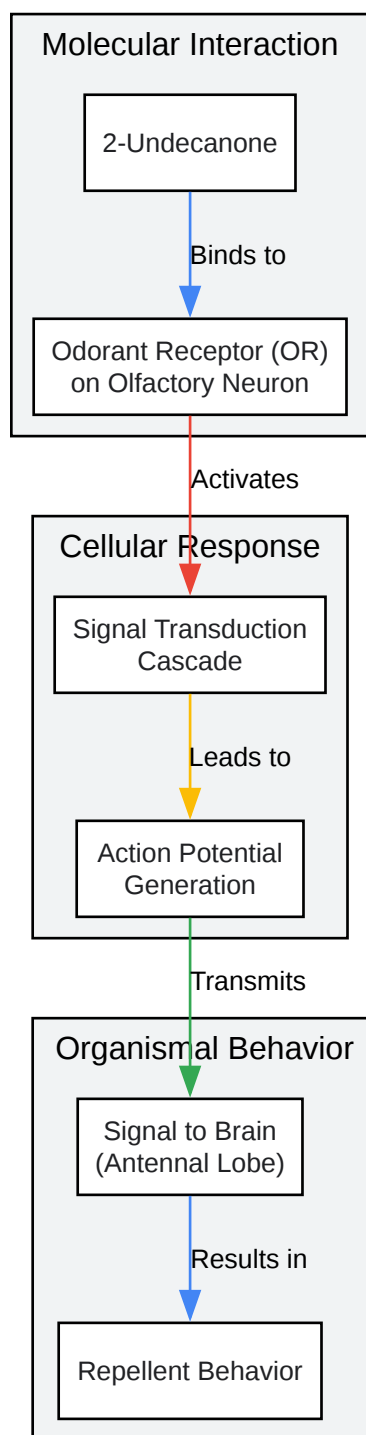 Molecular Interaction
2-Undecanone
Binds to
Odorant Receptor (OR)
on Olfactory Neuron
Activates
Cellular Response
Signal Transduction
Cascade
Leads to
Action Potential
Generation
Transmits
Organismal Behavior
Signal to Brain
(Antennal Lobe)
Results in
Repellent Behavior